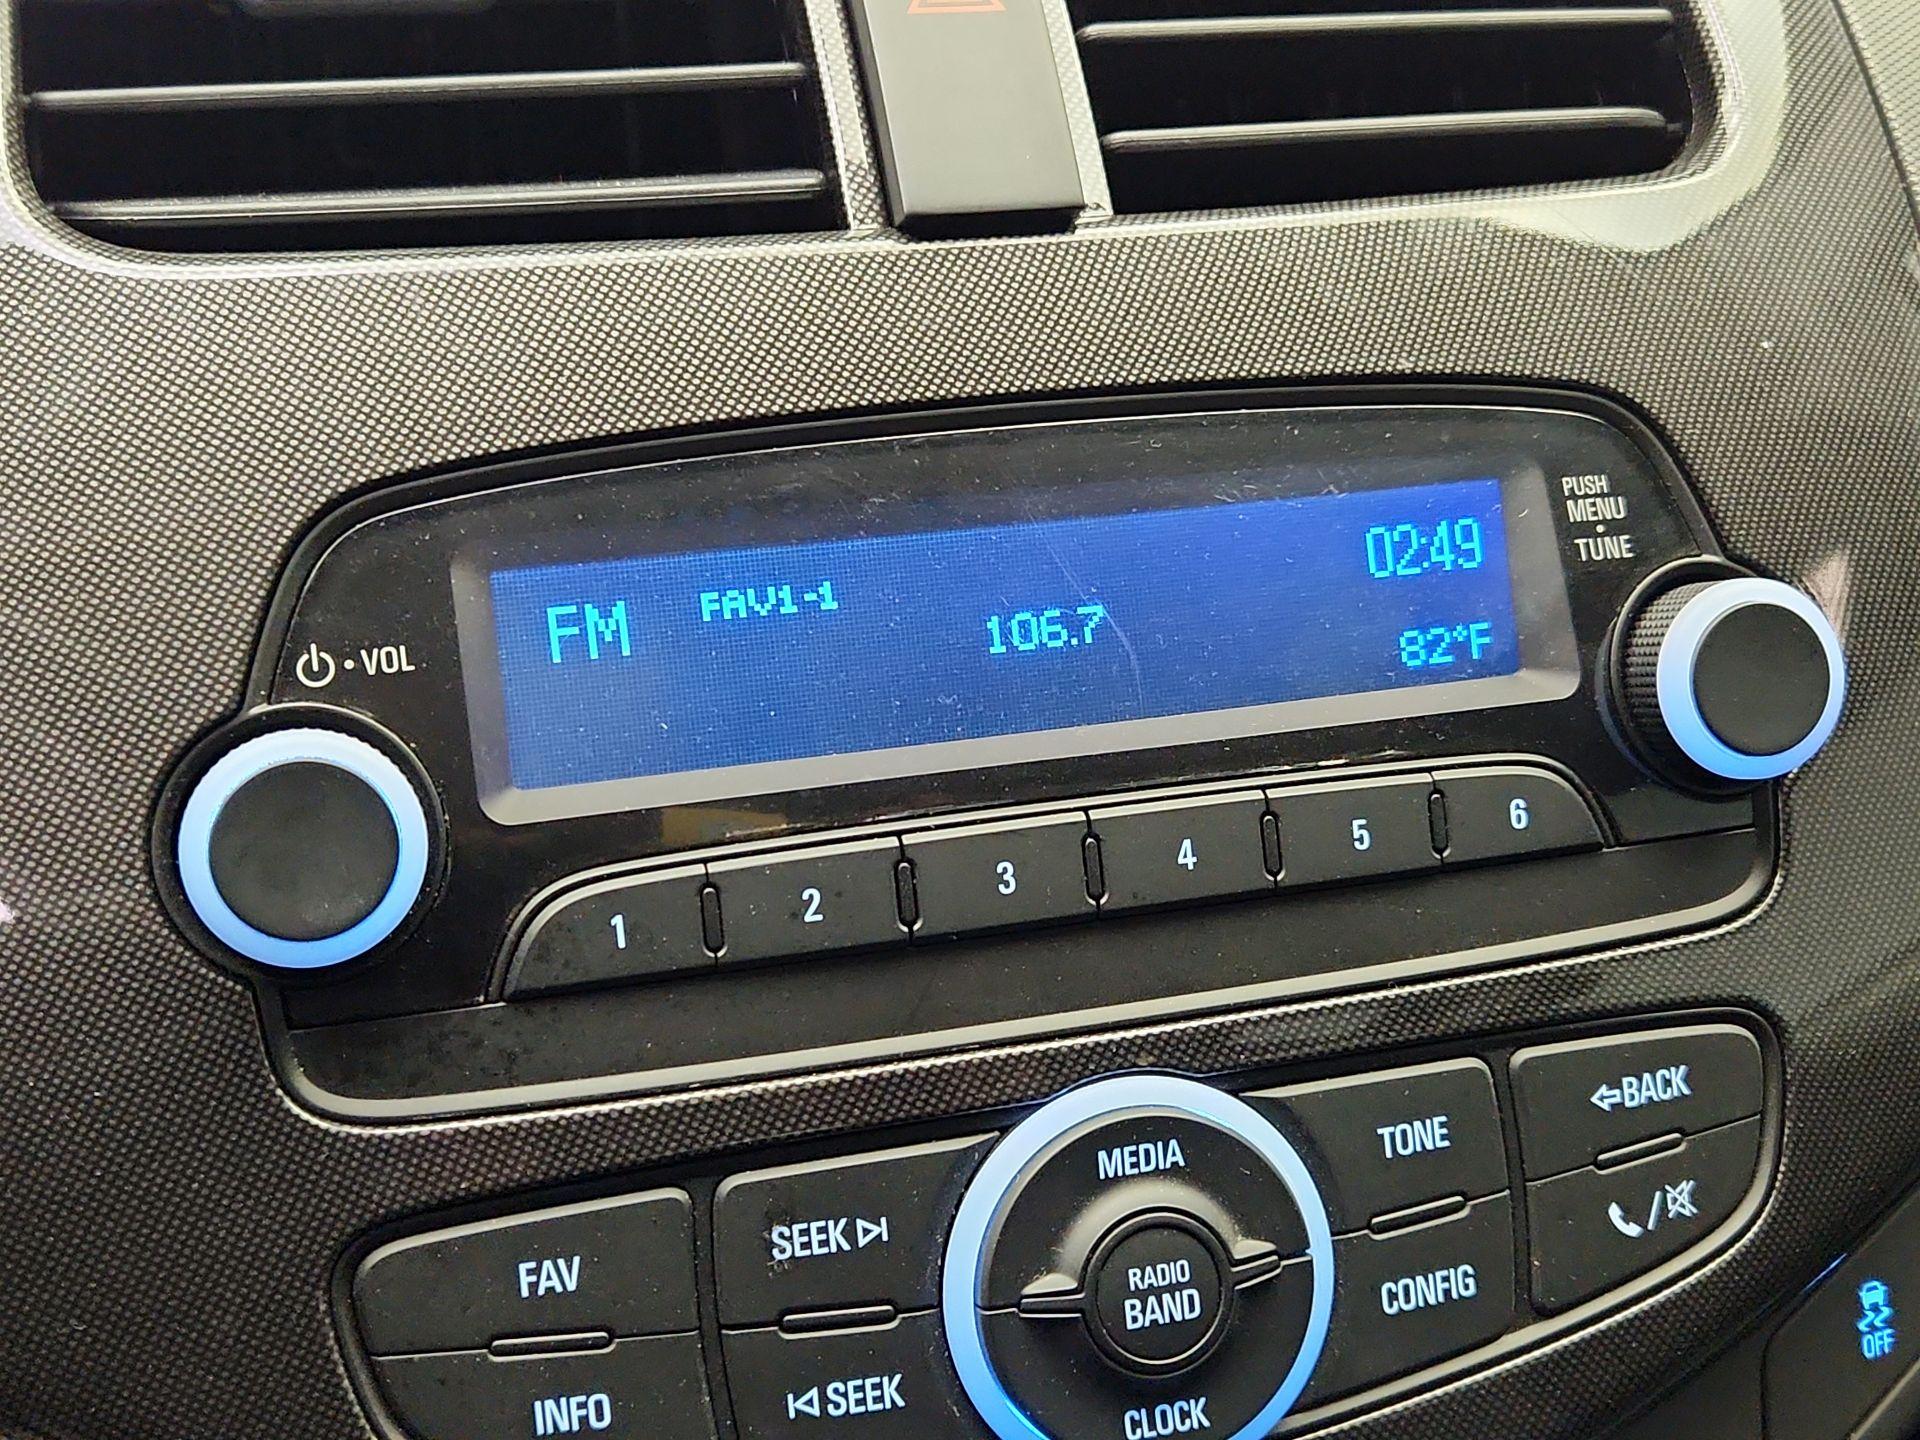 PUSH
MENU
TUNE
VOL
FM FAV1-1 106.7 02:49
82°F
1 2 3 4 5 6
FAV SEEK MEDIA TONE BACK
INFO SEEK RADIO
BAND CONFIG
CLOCK
OFF